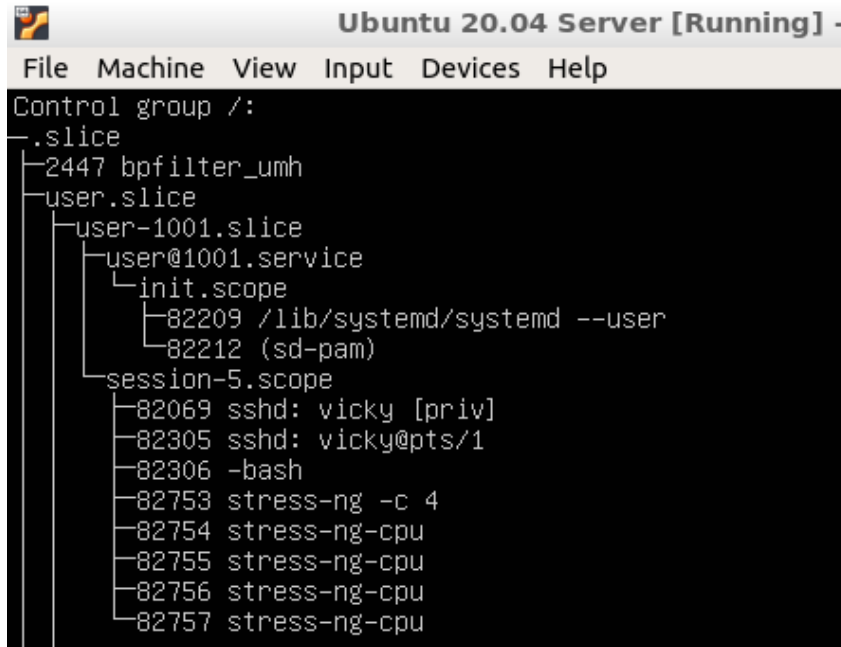 Ubuntu 20.04 Server [Running] -
File Machine View Input Devices Help
Control group /:
-.slice
├─2447 bpfilter_umh
├─user.slice
│ ├─user-1001.slice
│ │ ├─user@1001.service
│ │ │ └─init.scope
│ │ │   ├─82209 /lib/systemd/systemd --user
│ │ │   └─82212 (sd-pam)
│ │ └─session-5.scope
│ │   ├─82069 sshd: vicky [priv]
│ │   ├─82305 sshd: vicky@pts/1
│ │   ├─82306 -bash
│ │   ├─82753 stress-ng -c 4
│ │   ├─82754 stress-ng-cpu
│ │   ├─82755 stress-ng-cpu
│ │   ├─82756 stress-ng-cpu
│ │   └─82757 stress-ng-cpu